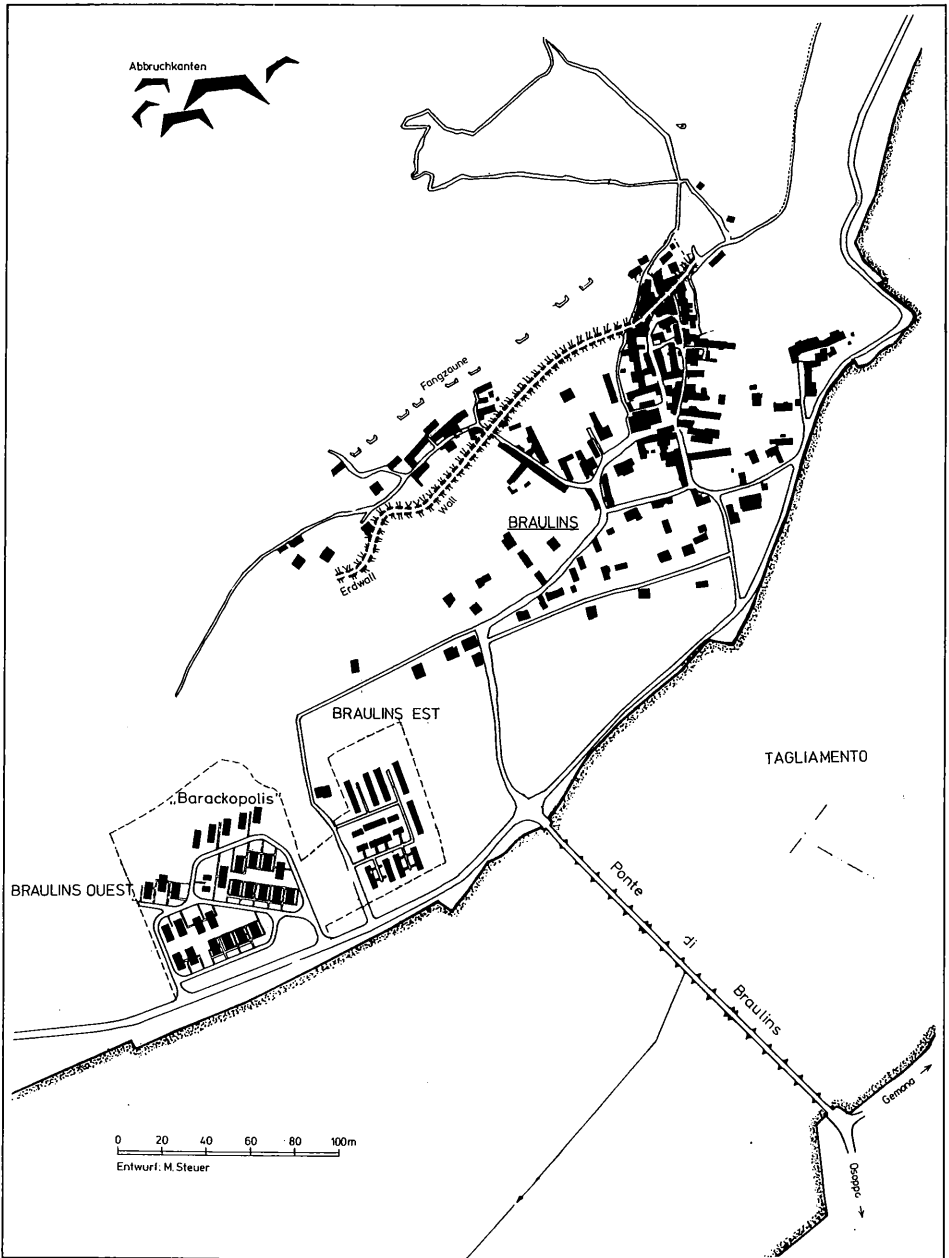 Abbruchkanten
Fangzäune
Wall
Erdwall
BRAULINS
BRAULINS EST
TAGLIAMENTO
„Barackopolis"
BRAULINS OUEST
Ponte di Braulins
Gemona
Osoppo
0 20 40 60 80 100m
Entwurf: M. Steuer